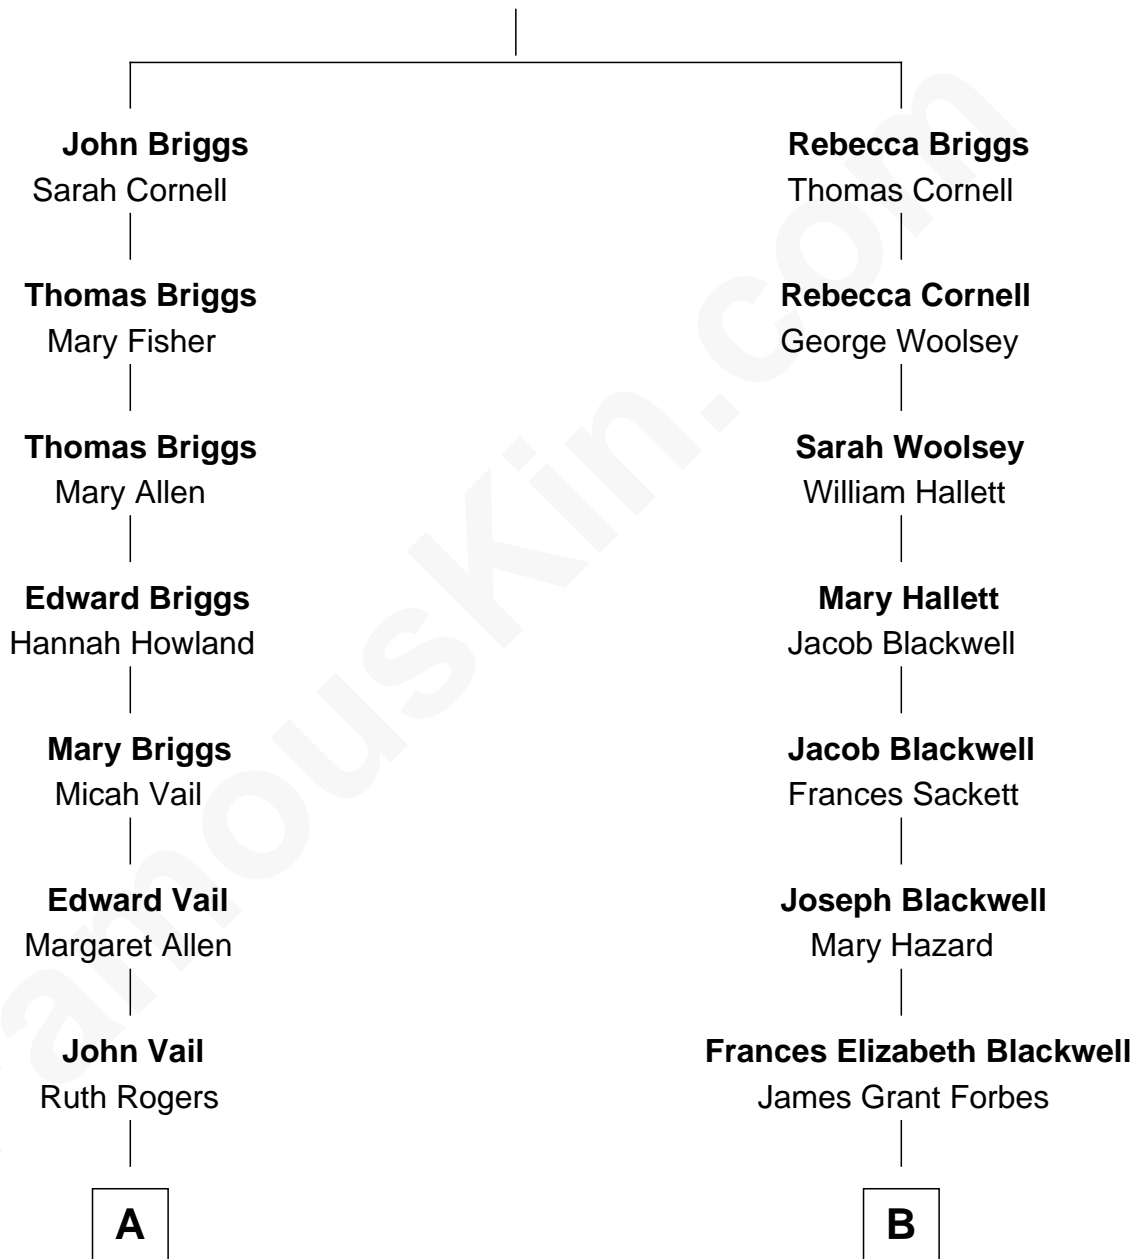 John Briggs
Sarah Cornell
Thomas Briggs
Mary Fisher
Thomas Briggs
Mary Allen
Edward Briggs
Hannah Howland
Mary Briggs
Micah Vail
Edward Vail
Margaret Allen
John Vail
Ruth Rogers
A
Rebecca Briggs
Thomas Cornell
Rebecca Cornell
George Woolsey
Sarah Woolsey
William Hallett
Mary Hallett
Jacob Blackwell
Jacob Blackwell
Frances Sackett
Joseph Blackwell
Mary Hazard
Frances Elizabeth Blackwell
James Grant Forbes
B
amousKin.com